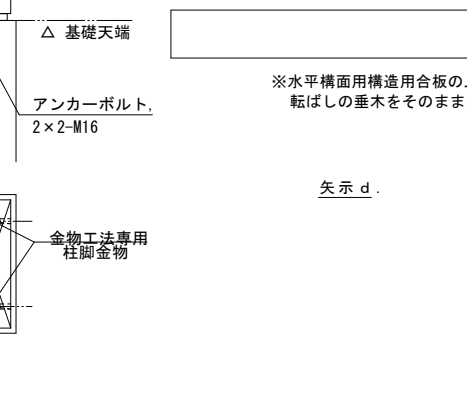 △ 基礎天端
※水平構面用構造用合板の
転ばしの垂木をそのまま
アンカーボルト,
2×2-M16
矢示ｄ.
金物工法専用
柱脚金物